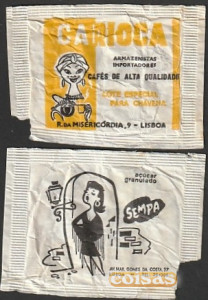 CARIOCA
ARMAZENISTAS
IMPORTADORES
CAFÉS DE ALTA QUALIDADE
LOTE ESPECIAL
PARA CHÁVENA
R. DA MISERICÓRDIA, 9 - LISBOA
açucar
granulado
SEMPA
coisas